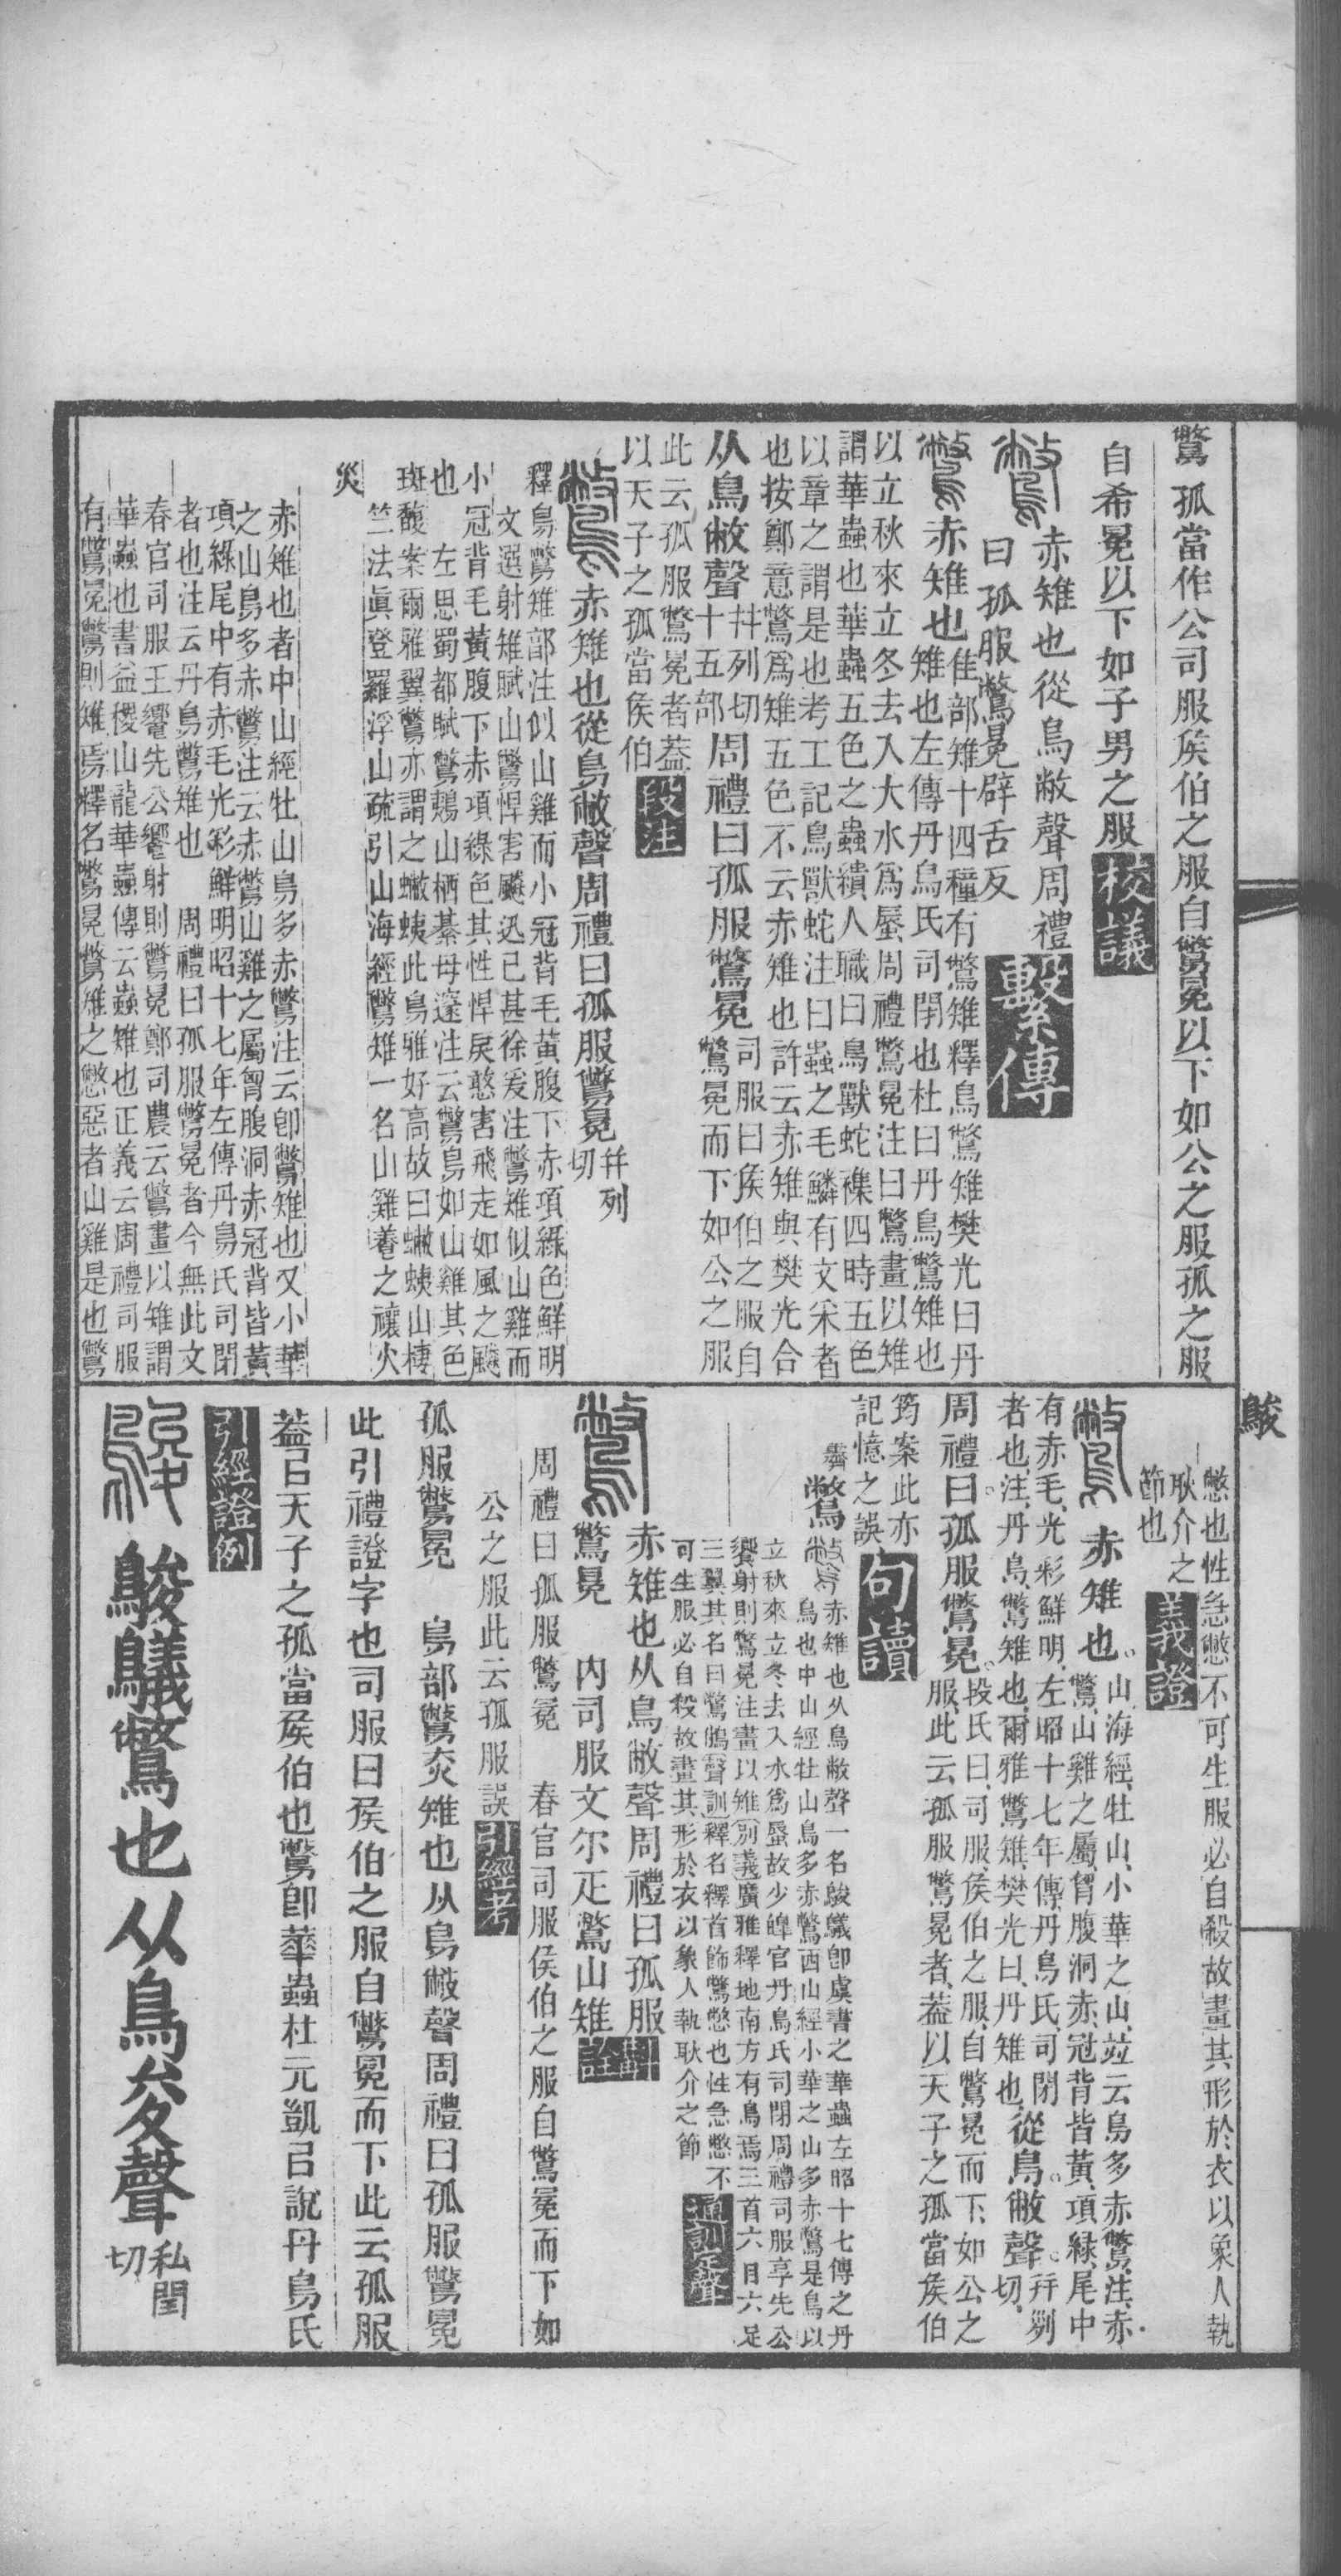 鷩 孤當作公司服矦伯之服自鷩冕以下如公之服孤之服
自希冕以下如子男之服 校議
鷩 赤雉也從鳥敝聲周禮
曰孤服鷩冕 辟舌反 繫傳
鷩 赤雉也 隹部雉十四種有鷩雉釋鳥鷩雉樊光曰丹
雉也左傳丹鳥氏司閉也杜曰丹鳥鷩雉也
以立秋來立冬去入大水爲蜃周禮鷩冕注曰鷩畫以雉
謂華蟲也華蟲五色之蟲繢人職曰鳥獸蛇襍四時五色
以章之謂是也考工記鳥獸蛇注曰蟲之毛鱗有文采者
也按鄭意鷩爲雉五色不云赤雉也許云赤雉與樊光合
从鳥敝聲 幷列切十五部 周禮曰孤服鷩冕 司服曰矦伯之服自
鷩冕而下如公之服
此云孤服鷩冕者葢
以天子之孤當矦伯 段注
鷩 赤雉也從鳥敝聲周禮曰孤服鷩冕 幷列切
釋鳥鷩雉部注似山雞而小冠背毛黃腹下赤項綠色鮮明
文選射雉賦山鷩悍害飈迅已甚徐爰注鷩雉似山雞而
小冠背毛黃腹下赤項綠色其性悍戾憨害飛走如風之飈
也 左思蜀都賦鷩鷞山栖綦毋邃注云鷩鳥如山雞其色
斑馥案爾雅翼鷩亦謂之蟞蛦此鳥雅好高故曰蟞蛦山棲
竺法眞登羅浮山疏引山海經鷩雉一名山雞養之禳火
災
赤雉也者中山經牡山鳥多赤鷩注云卽鷩雉也又小華
之山鳥多赤鷩注云赤鷩山雞之屬胷腹洞赤冠背皆黃
項綠尾中有赤毛光彩鮮明昭十七年左傳丹鳥氏司閉
者也注云丹鳥鷩雉也 周禮曰孤服鷩冕者今無此文
春官司服王饗先公饗射則鷩冕鄭司農云鷩畫以雉謂
華蟲也書益稷山龍華蟲傳云蟲雉也正義云周禮司服
有鷩冕鷩則雉焉釋名鷩冕鷩雉之憋惡者山雞是也鷩
鵔
憋也性急憋不可生服必自殺故畫其形於衣以象人執
耿介之
節也 義證
鷩 赤雉也 山海經牡山小華之山竝云鳥多赤鷩注赤
鷩山雞之屬胷腹洞赤冠背皆黃項緑尾中
有赤毛光彩鮮明左昭十七年傳丹鳥氏司閉
者也注丹鳥鷩雉也爾雅鷩雉樊光曰丹雉也 從鳥敝聲 幷列切
周禮曰孤服鷩冕 段氏曰司服矦伯之服自鷩冕而下如公之
服此云孤服鷩冕者葢以天子之孤當矦伯
筠案此亦
記憶之誤 句讀
鷩 赤雉也从鳥敝聲一名鵔鸃卽虞書之華蟲左昭十七傳之丹
鳥也中山經牡山鳥多赤鷩西山經小華之山多赤鷩是鳥以
立秋來立冬去入水爲蜃故少皞官丹鳥氏司閉周禮司服享先公
饗射則鷩冕注畫以雉 別義 廣雅釋地南方有鳥焉三首六目六足
三翼其名曰鷩鵂 聲訓 釋名釋首飾鷩憋也性急憋不
可生服必自殺故畫其形於衣以象人執耿介之節 通訓定聲
鷩 赤雉也从鳥敝聲周禮曰孤服
鷩冕 内司服文尔疋鷩山雉 斠詮
周禮曰孤服鷩冕 春官司服侯伯之服自鷩冕而下如
公之服此云孤服誤 引經考
孤服鷩冕 鳥部鷩赤雉也从鳥敝聲周禮曰孤服鷩冕
此引禮證字也司服曰矦伯之服自鷩冕而下此云孤服
葢㠯天子之孤當矦伯也鷩卽華蟲杜元凱㠯說丹鳥氏
引經證例
鵔 鵔鸃鷩也从鳥夋聲 私閏切